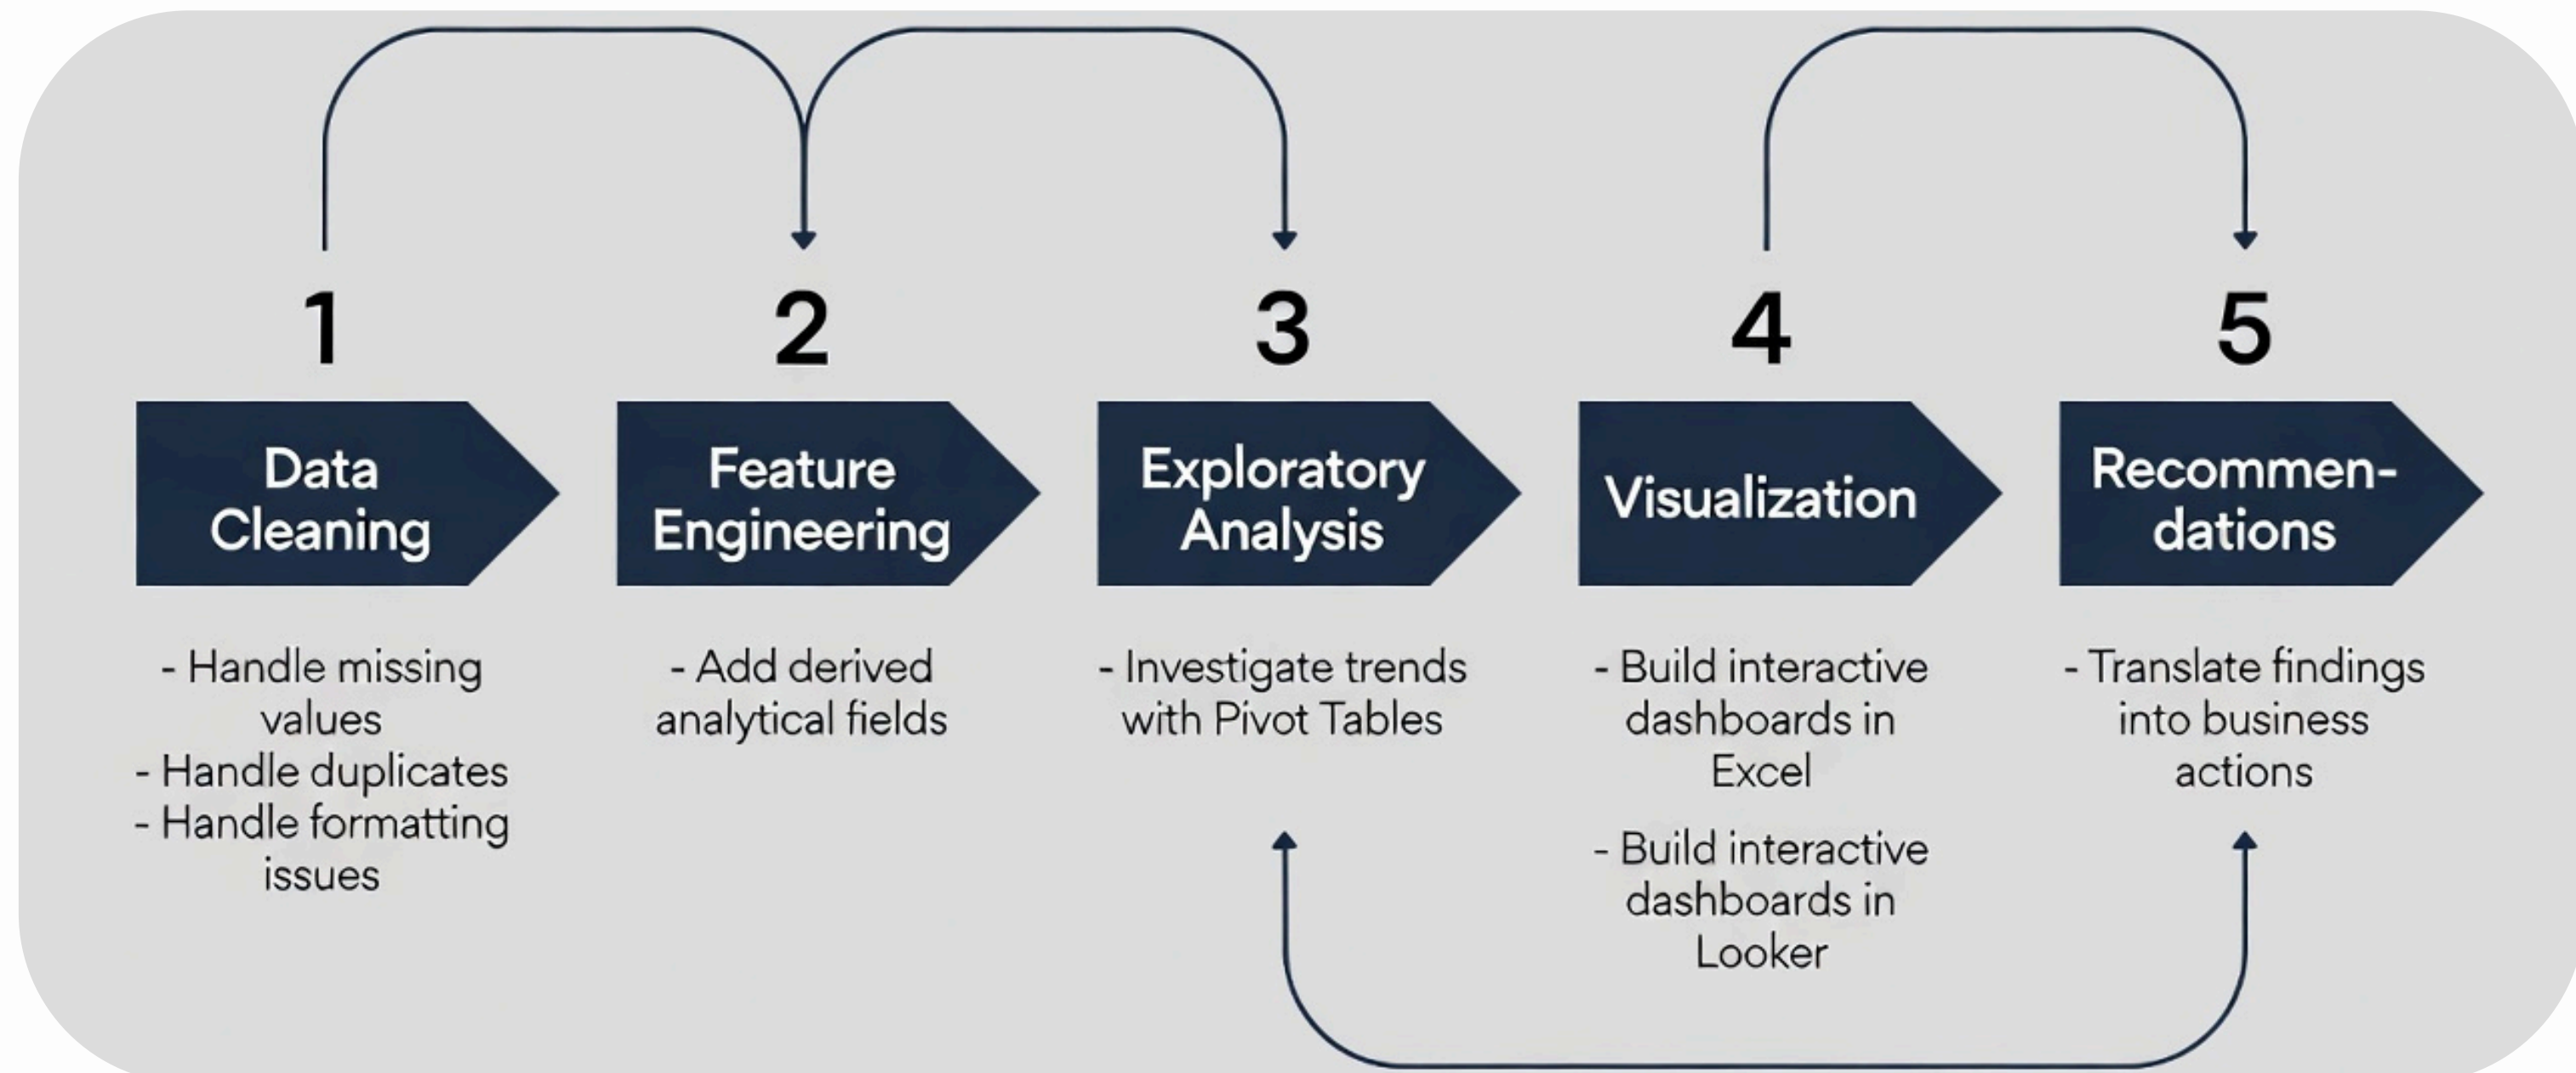 1
2
3
4
5
Data
Cleaning
Feature
Engineering
Exploratory
Analysis
Visualization
Recommen-
dations
- Handle missing
values
- Handle duplicates
- Handle formatting
issues
- Add derived
analytical fields
- Investigate trends
with Pivot Tables
- Build interactive
dashboards in
Excel
- Build interactive
dashboards in
Looker
- Translate findings
into business
actions